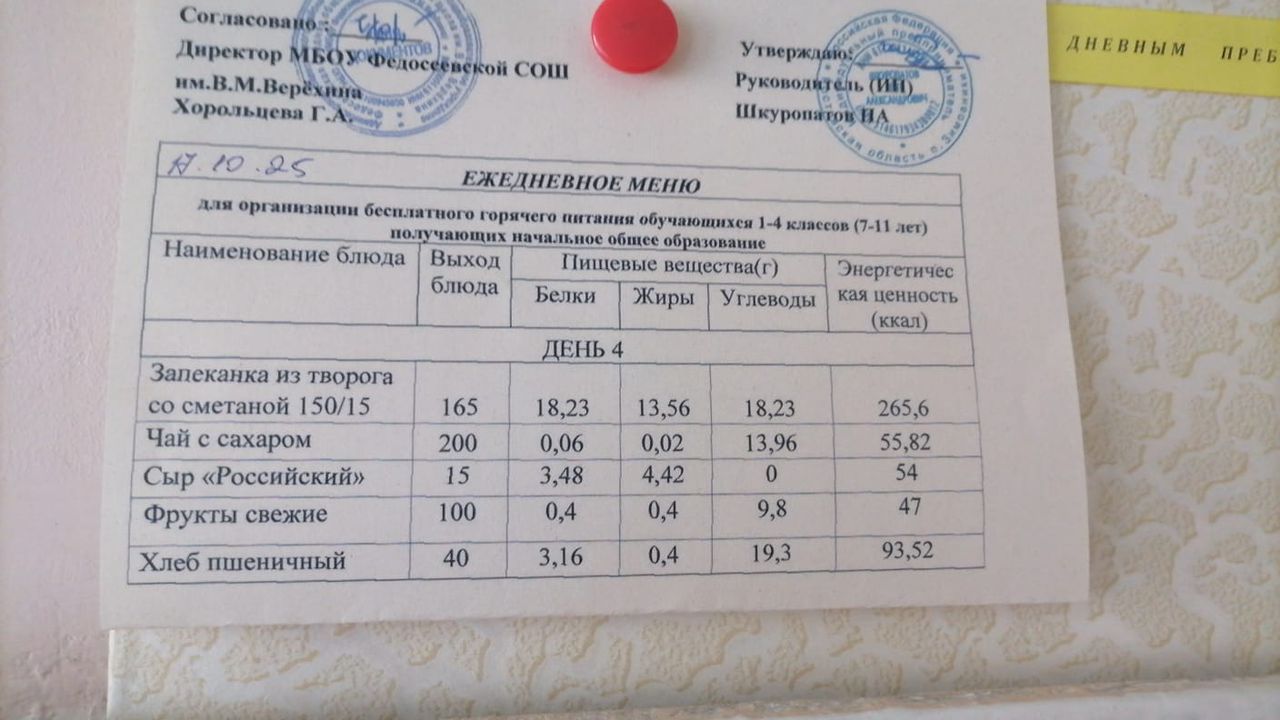 Согласовано :
Директор МБОУ Федосеевской СОШ
им.В.М.Верёхина
Хорольцева Г.А.
ДОКУМЕНТОВ
Утверждаю:
Руководитель (ИП)
Шкуропатов НА
ДНЕВНЫМ ПРЕБ
17.10.25
ЕЖЕДНЕВНОЕ МЕНЮ
для организации бесплатного горячего питания обучающихся 1-4 классов (7-11 лет)
получающих начальное общее образование
Наименование блюда Выход блюда Пищевые вещества(г) Энергетичес кая ценность (ккал)
Белки Жиры Углеводы
ДЕНЬ 4
Запеканка из творога
со сметаной 150/15 165 18,23 13,56 18,23 265,6
Чай с сахаром 200 0,06 0,02 13,96 55,82
Сыр «Российский» 15 3,48 4,42 0 54
Фрукты свежие 100 0,4 0,4 9,8 47
Хлеб пшеничный 40 3,16 0,4 19,3 93,52